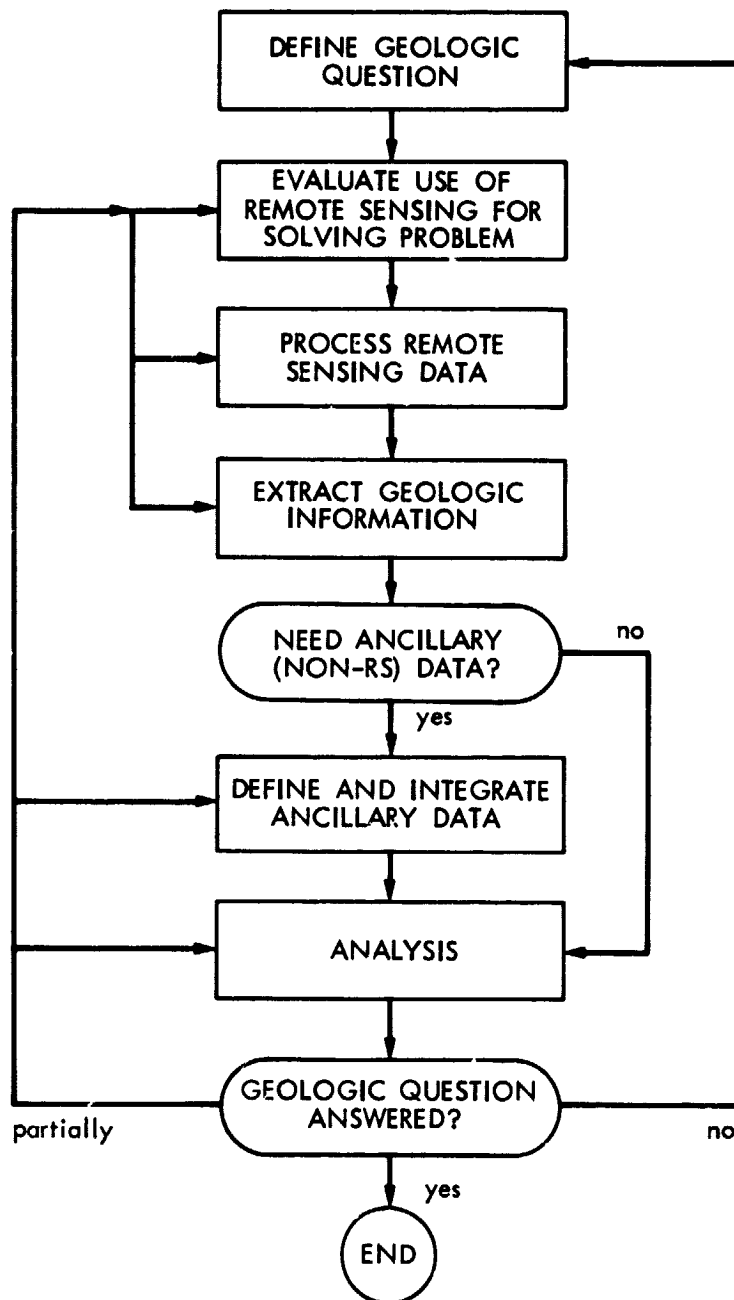 DEFINE GEOLOGIC
QUESTION
EVALUATE USE OF
REMOTE SENSING FOR
SOLVING PROBLEM
PROCESS REMOTE
SENSING DATA
EXTRACT GEOLOGIC
INFORMATION
NEED ANCILLARY
(NON-RS) DATA?
no
yes
DEFINE AND INTEGRATE
ANCILLARY DATA
ANALYSIS
GEOLOGIC QUESTION
ANSWERED?
partially
no
yes
END